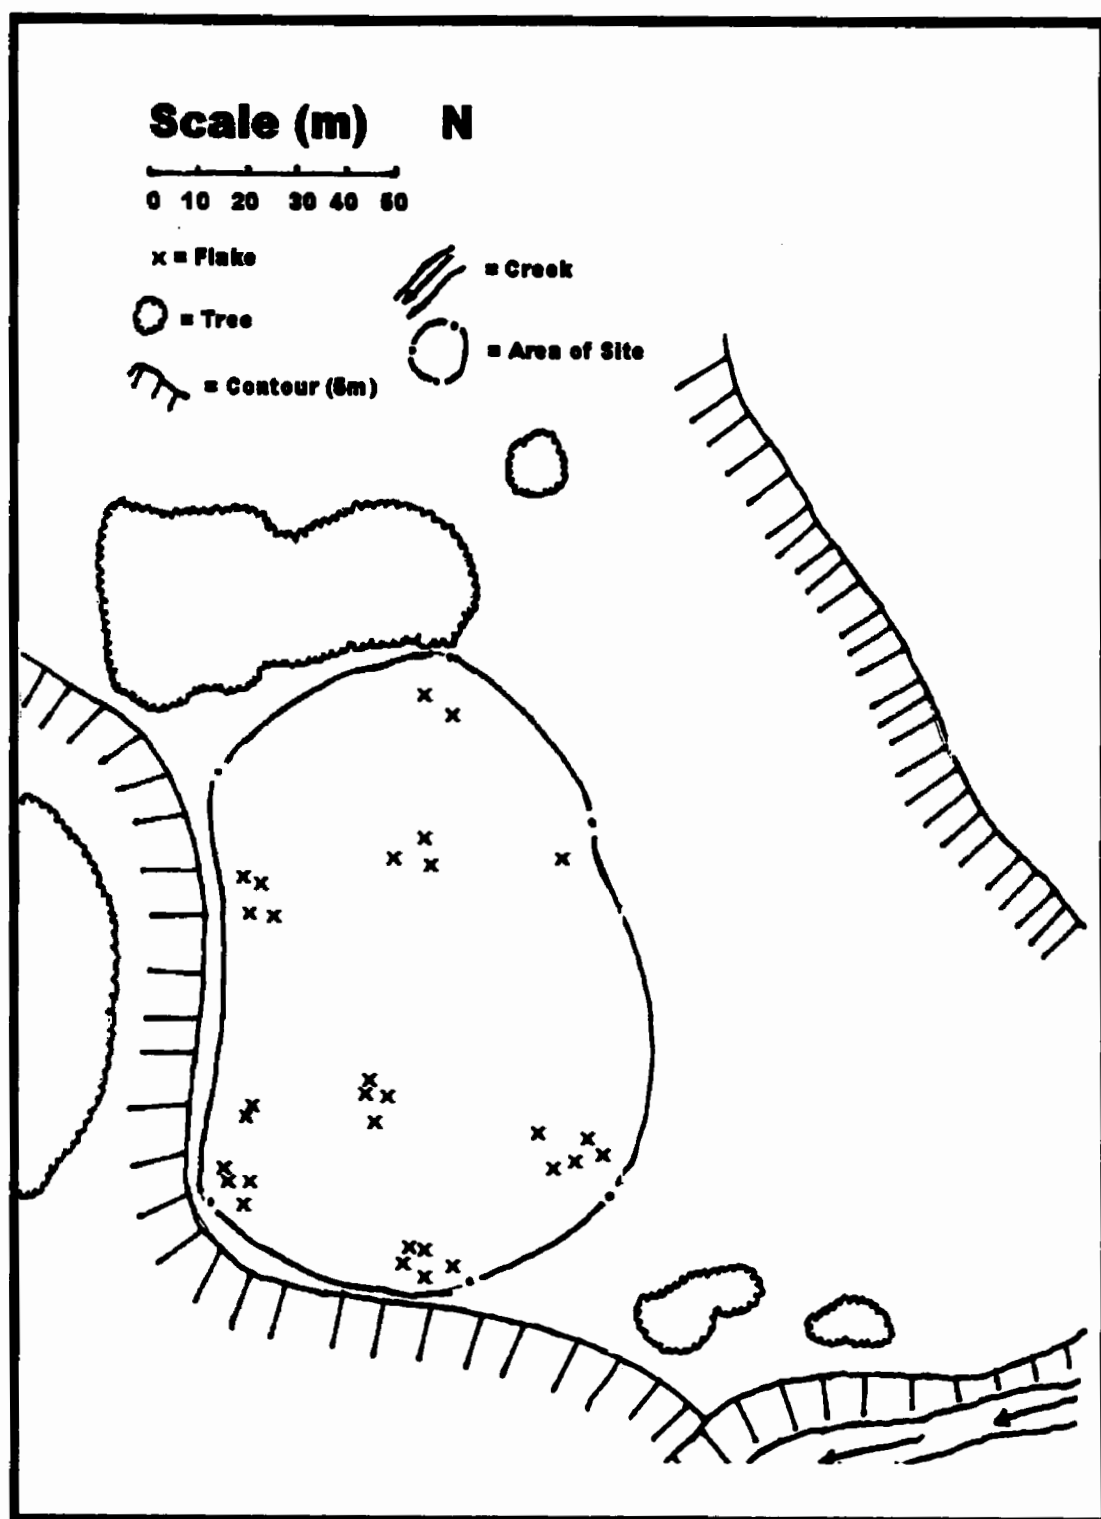 Scale (m) N
0 10 20 30 40 50
x = Flake
= Creek
= Tree
= Area of Site
= Contour (5m)